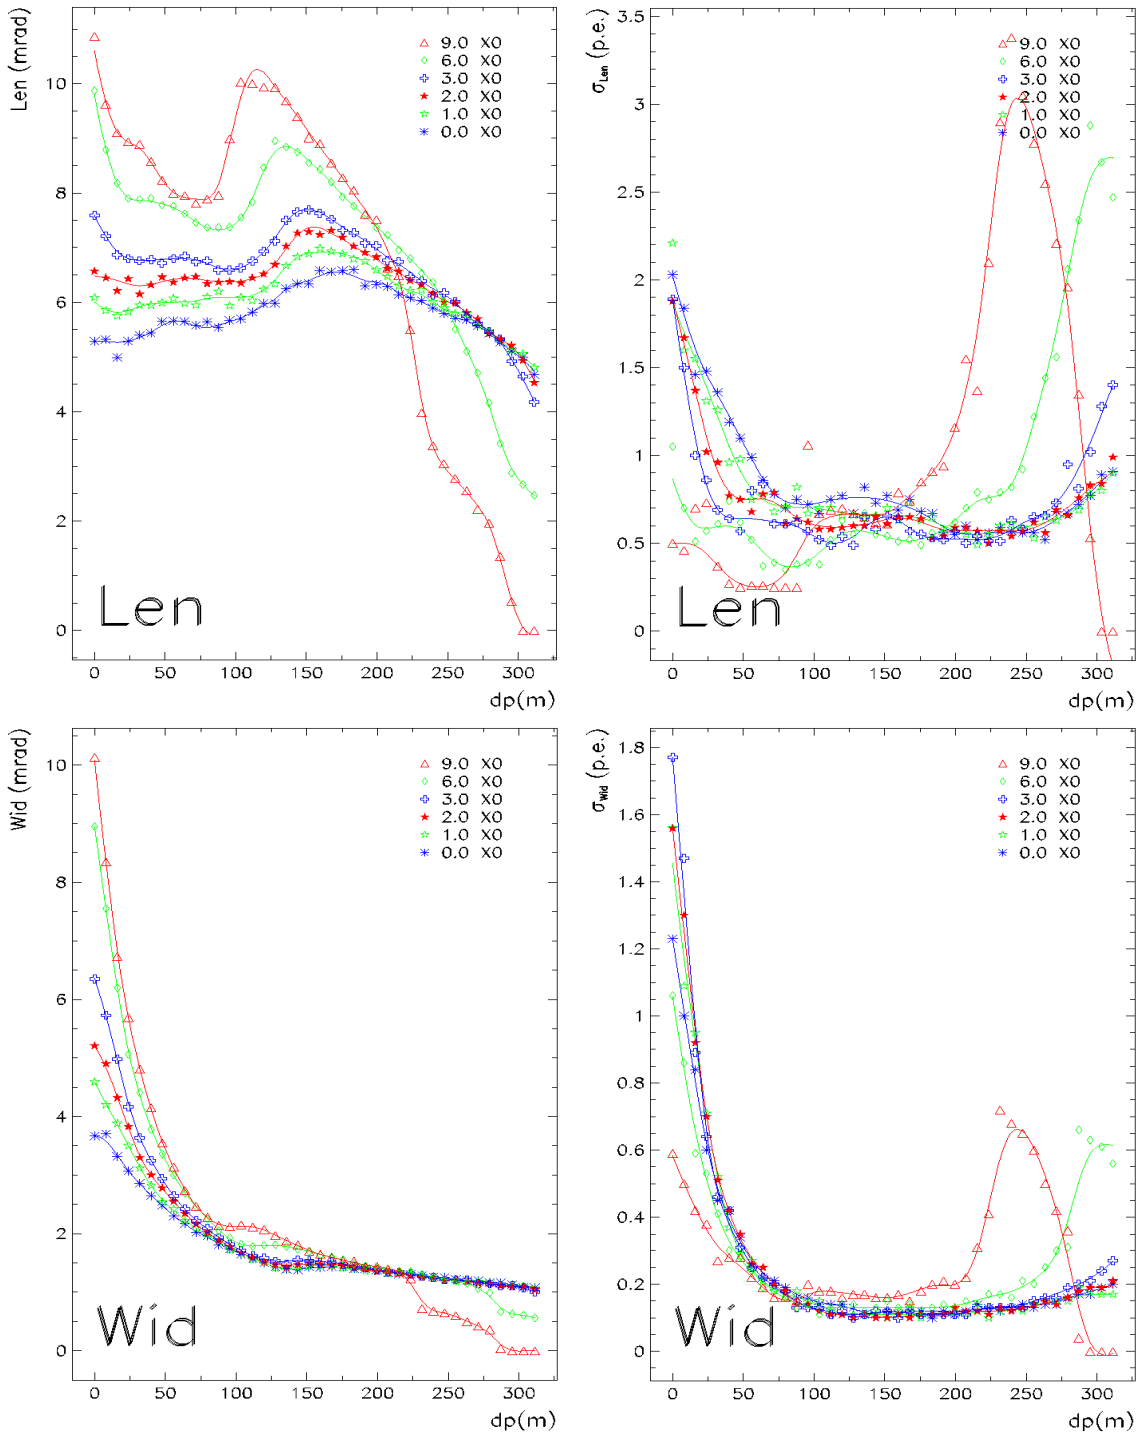 Len (mrad)
10
8
6
4
2
0
9.0 X0
6.0 X0
3.0 X0
2.0 X0
1.0 X0
0.0 X0
Len
0 50 100 150 200 250 300
dp(m)
σLen (p.e.)
3.5
3
2.5
2
1.5
1
0.5
0
9.0 X0
6.0 X0
3.0 X0
2.0 X0
1.0 X0
0.0 X0
Len
0 50 100 150 200 250 300
dp(m)
Wid (mrad)
10
8
6
4
2
0
9.0 X0
6.0 X0
3.0 X0
2.0 X0
1.0 X0
0.0 X0
Wid
0 50 100 150 200 250 300
dp(m)
σWid (p.e.)
1.8
1.6
1.4
1.2
1
0.8
0.6
0.4
0.2
0
9.0 X0
6.0 X0
3.0 X0
2.0 X0
1.0 X0
0.0 X0
Wid
0 50 100 150 200 250 300
dp(m)